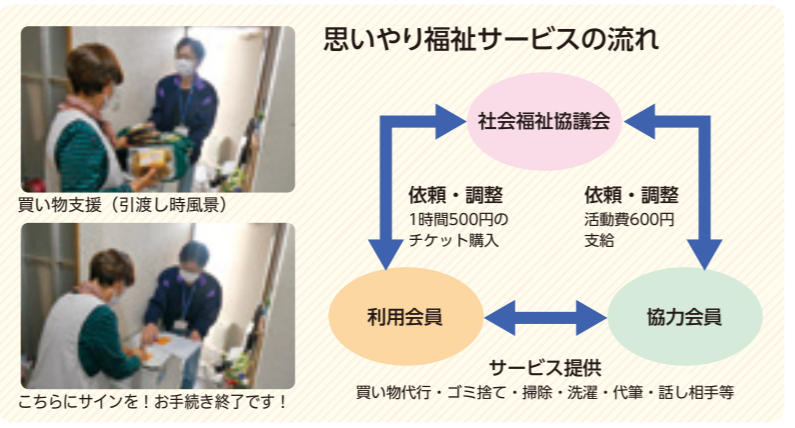 思いやり福祉サービスの流れ
社会福祉協議会
依頼・調整
1時間500円の
チケット購入
依頼・調整
活動費600円
支給
利用会員
協力会員
サービス提供
買い物代行・ゴミ捨て・掃除・洗濯・代筆・話し相手等
買い物支援（引渡し時風景）
こちらにサインを！お手続き終了です！